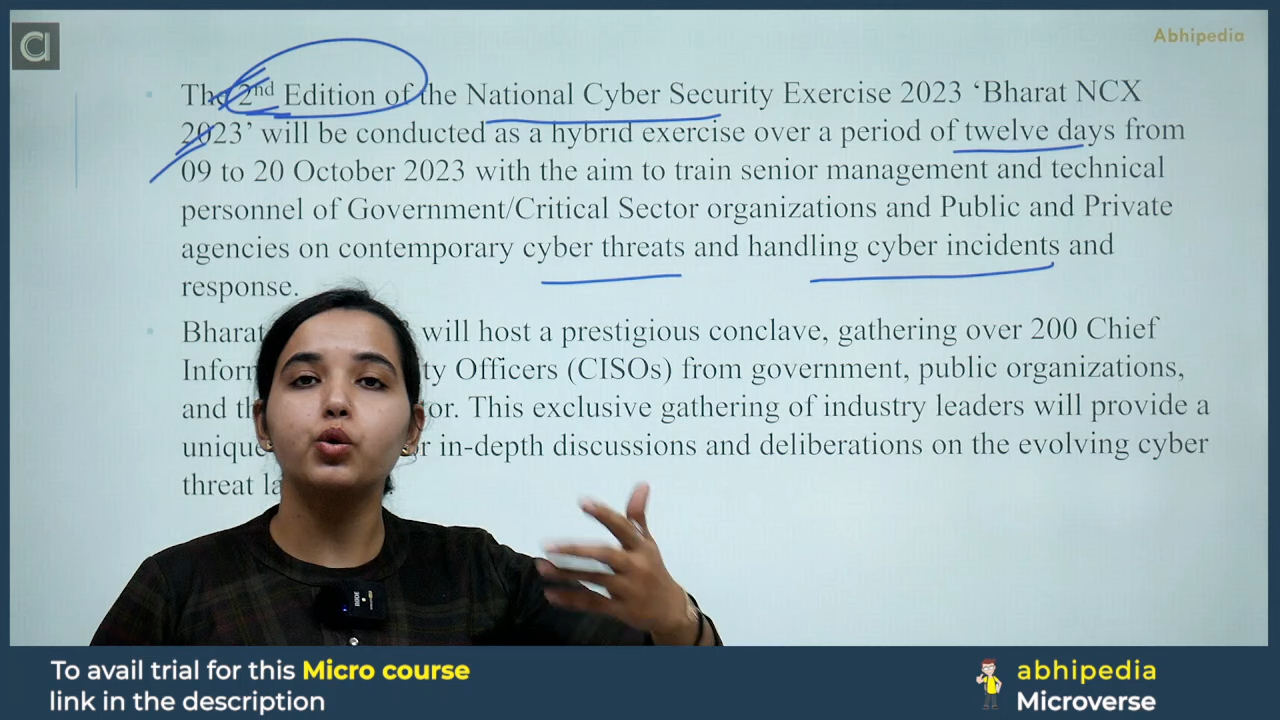 Abhipedia
The 2nd Edition of the National Cyber Security Exercise 2023 ‘Bharat NCX
2023’ will be conducted as a hybrid exercise over a period of twelve days from
09 to 20 October 2023 with the aim to train senior management and technical
personnel of Government/Critical Sector organizations and Public and Private
agencies on contemporary cyber threats and handling cyber incidents and
response.
Bharat will host a prestigious conclave, gathering over 200 Chief
Officers (CISOs) from government, public organizations,
and This exclusive gathering of industry leaders will provide a
unique in-depth discussions and deliberations on the evolving cyber
threat
RODE
To avail trial for this Micro course
link in the description
abhipedia
Microverse